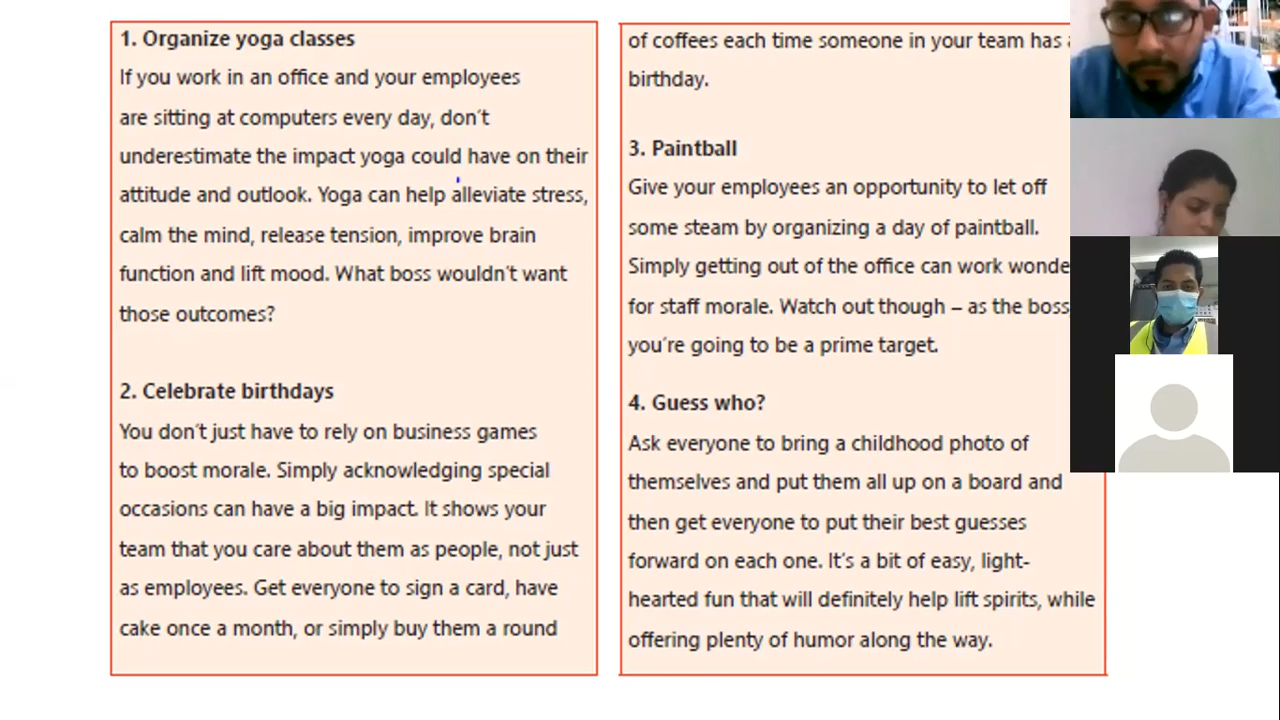 1. Organize yoga classes
If you work in an office and your employees
are sitting at computers every day, don't
underestimate the impact yoga could have on their
attitude and outlook. Yoga can help alleviate stress,
calm the mind, release tension, improve brain
function and lift mood. What boss wouldn't want
those outcomes?
2. Celebrate birthdays
You don't just have to rely on business games
to boost morale. Simply acknowledging special
occasions can have a big impact. It shows your
team that you care about them as people, not just
as employees. Get everyone to sign a card, have
cake once a month, or simply buy them a round
of coffees each time someone in your team has
birthday.
3. Paintball
Give your employees an opportunity to let off
some steam by organizing a day of paintball.
Simply getting out of the office can work
for staff morale. Watch out though – as the boss
you're going to be a prime target.
4. Guess who?
Ask everyone to bring a childhood photo of
themselves and put them all up on a board and
then get everyone to put their best guesses
forward on each one. It's a bit of easy, light-
hearted fun that will definitely help lift spirits, while
offering plenty of humor along the way.